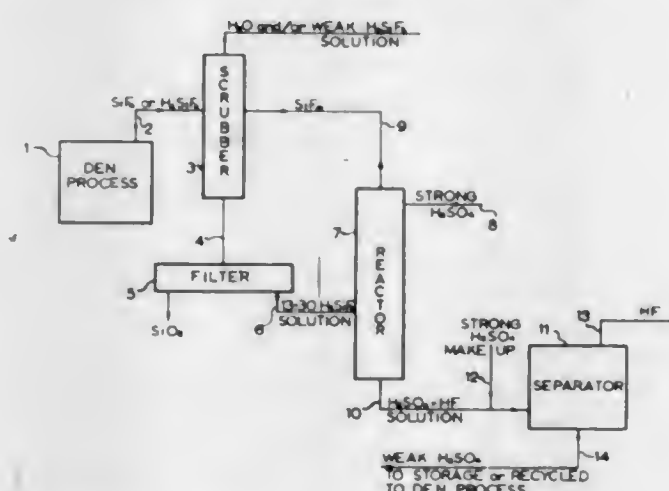 H₂O and/or WEAK H₂SiF₆
SOLUTION
SiF₄ or H₂SiF₆
2
SCRUBBER
3
SiF₄
9
1
DEN
PROCESS
4
STRONG
H₂SO₄
8
7
REACTOR
5
FILTER
SiO₂
6
13-30 H₂SiF₆
SOLUTION
STRONG
H₂SO₄
MAKE UP
12
11
13
HF
SEPARATOR
10
H₂SO₄-HF
SOLUTION
14
WEAK H₂SO₄
TO STORAGE or RECYCLED
TO DEN PROCESS